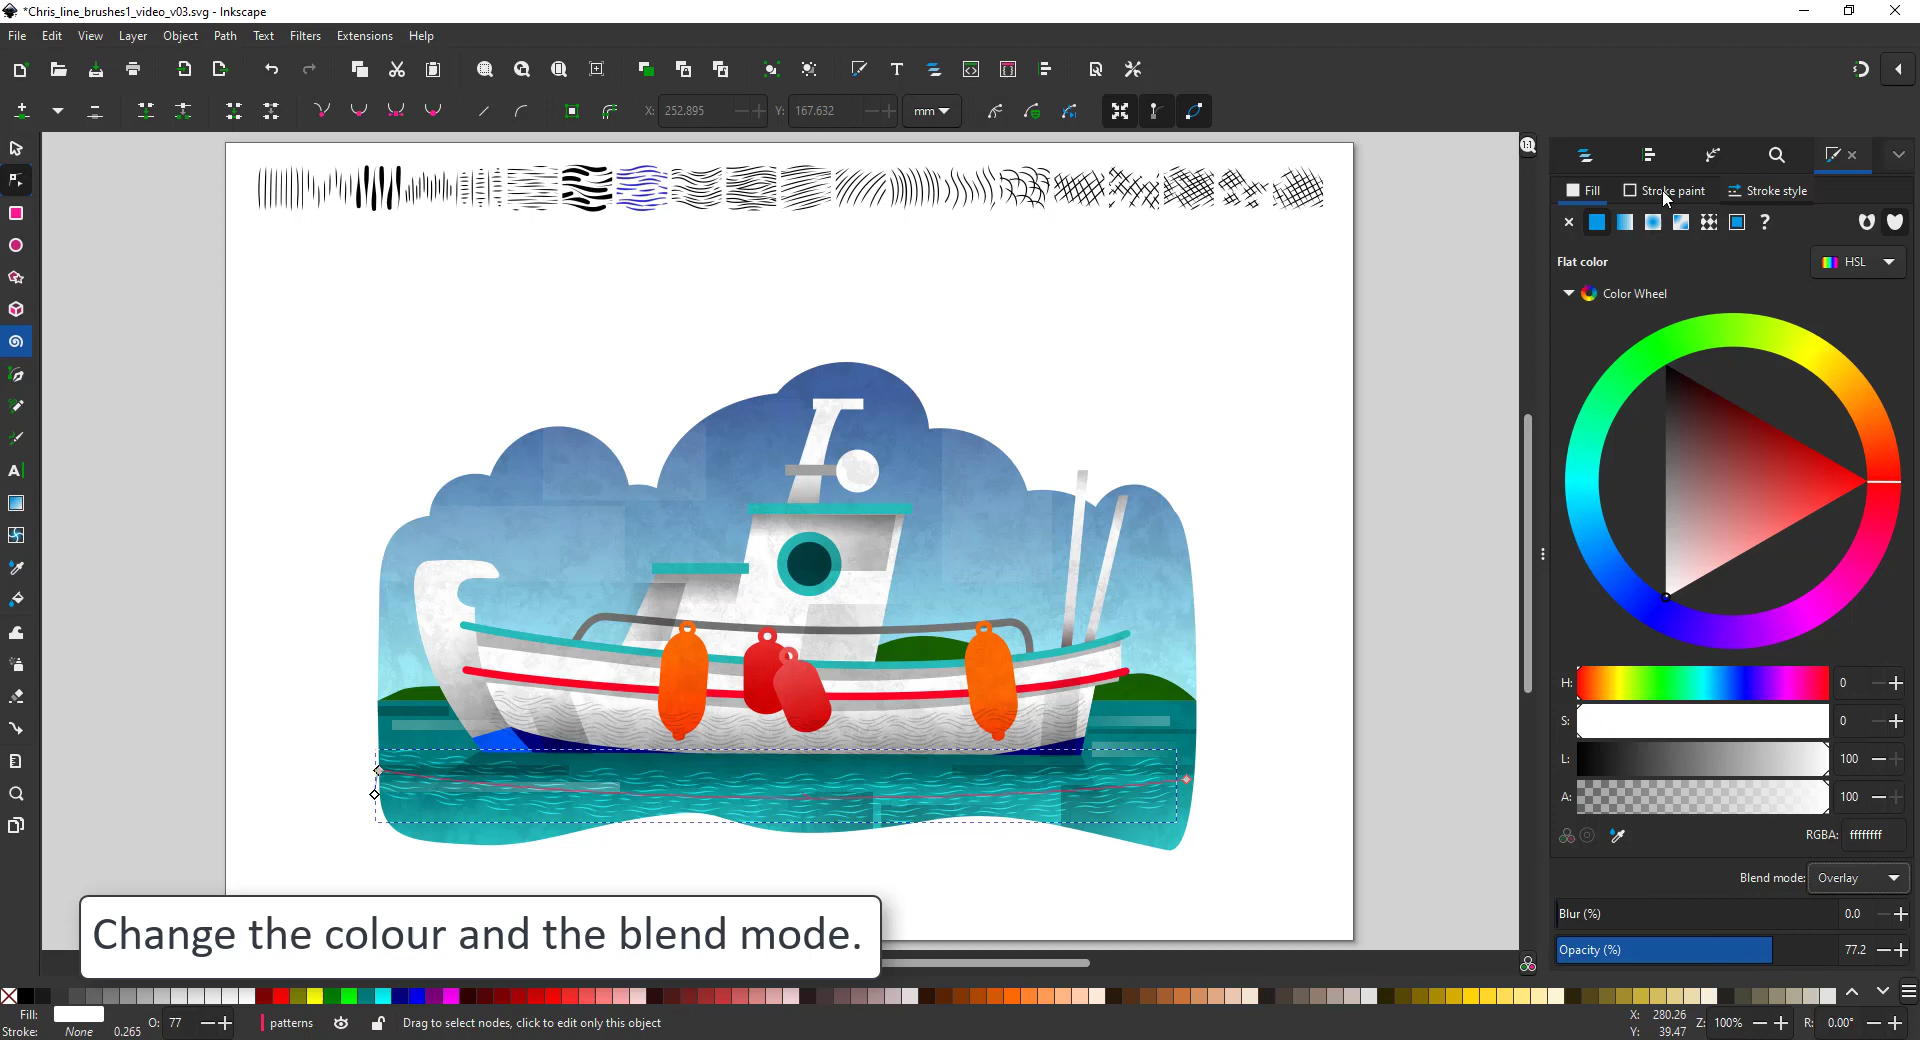 *Chris_line_brushes1_video_v03.svg - Inkscape
File Edit View Layer Object Path Text Filters Extensions Help
X: 252.895 Y: 167.632 mm
Fill Stroke paint Stroke style
Flat color HSL
Color Wheel
H: 0
S: 0
L: 100
A: 100
RGBA: ffffffff
Blend mode: Overlay
Blur (%) 0.0
Opacity (%) 77.2
Change the colour and the blend mode.
Fill:
Stroke: None 0.265 O: 77 patterns Drag to select nodes, click to edit only this object
X: 280.26
Y: 39.47 Z: 100% R: 0.00°